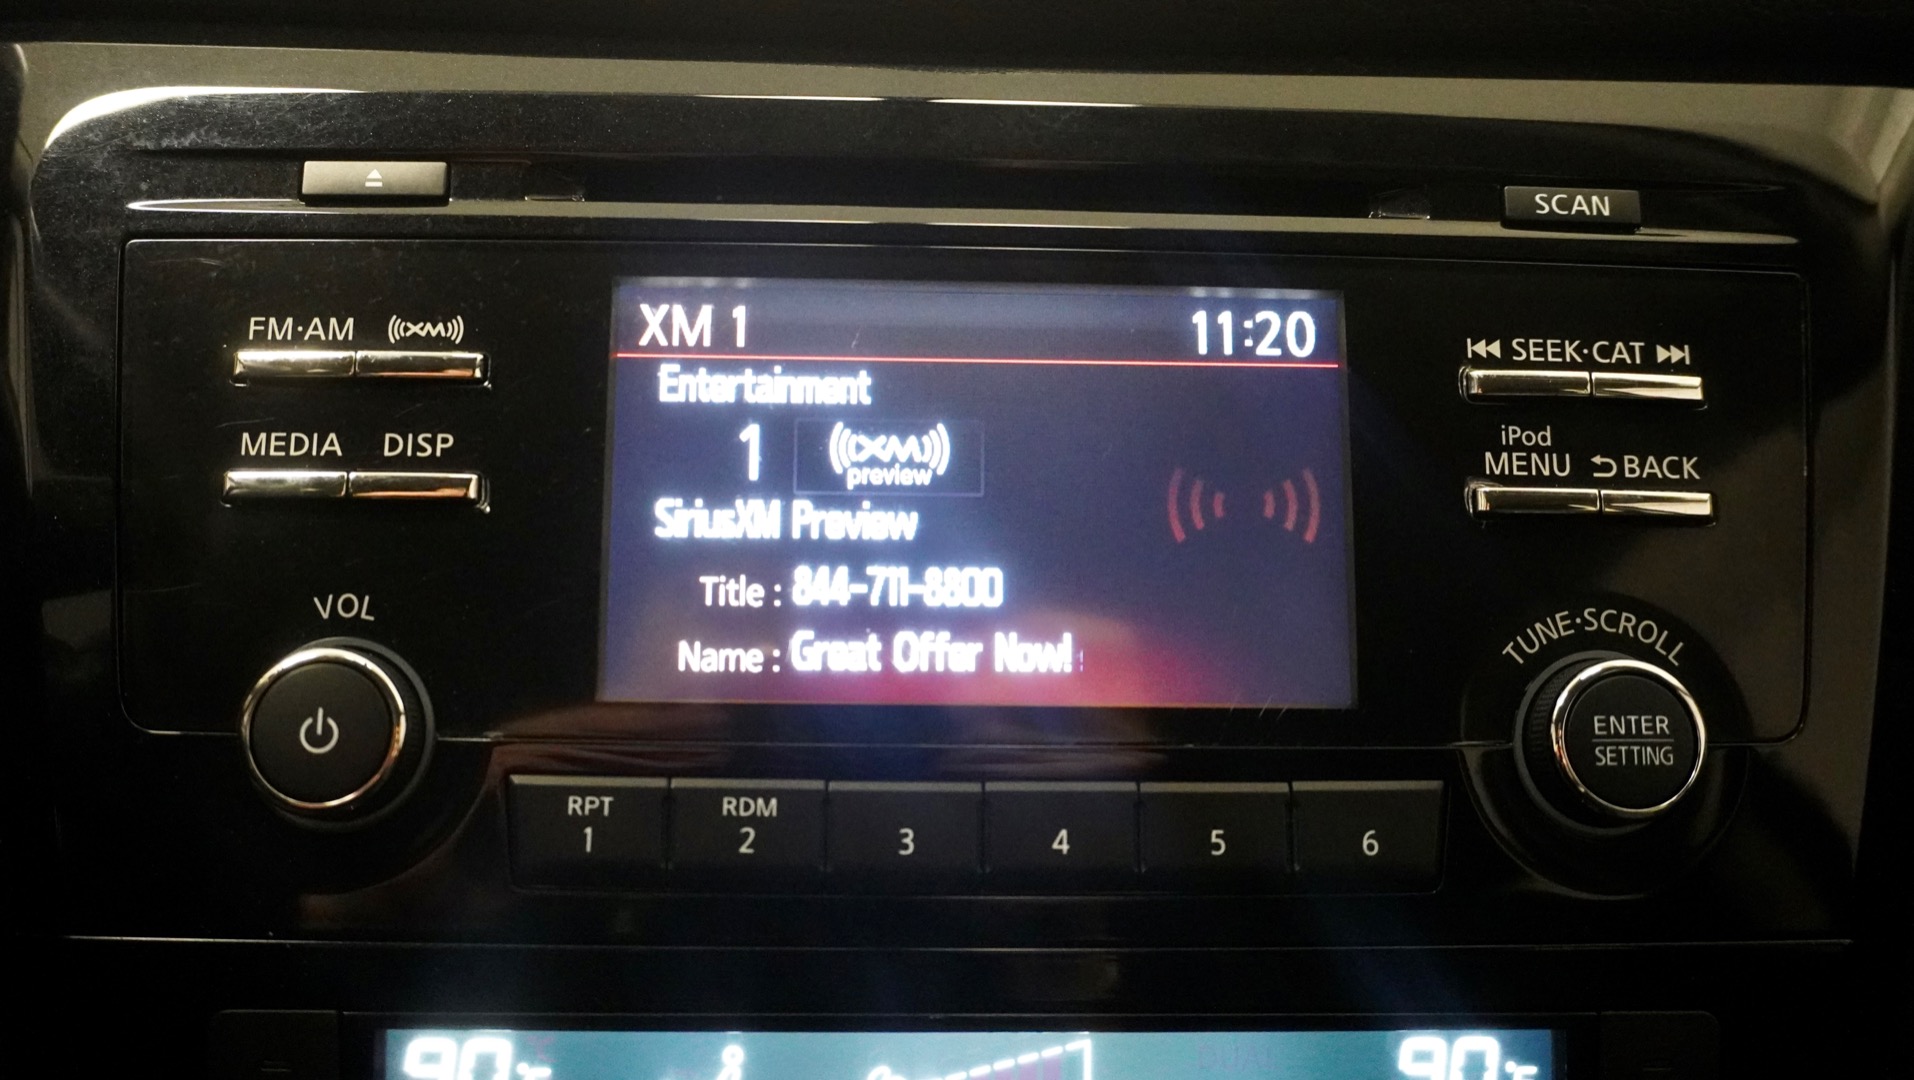 SCAN
FM·AM XM
XM 1 11:20
SEEK·CAT
Entertainment
MEDIA DISP
1 XM
preview
iPod
MENU BACK
SiriusXM Preview
Title : 844-711-8800
VOL
TUNE·SCROLL
Name : Great Offer Now!
ENTER
SETTING
RPT RDM
1 2 3 4 5 6
90 90